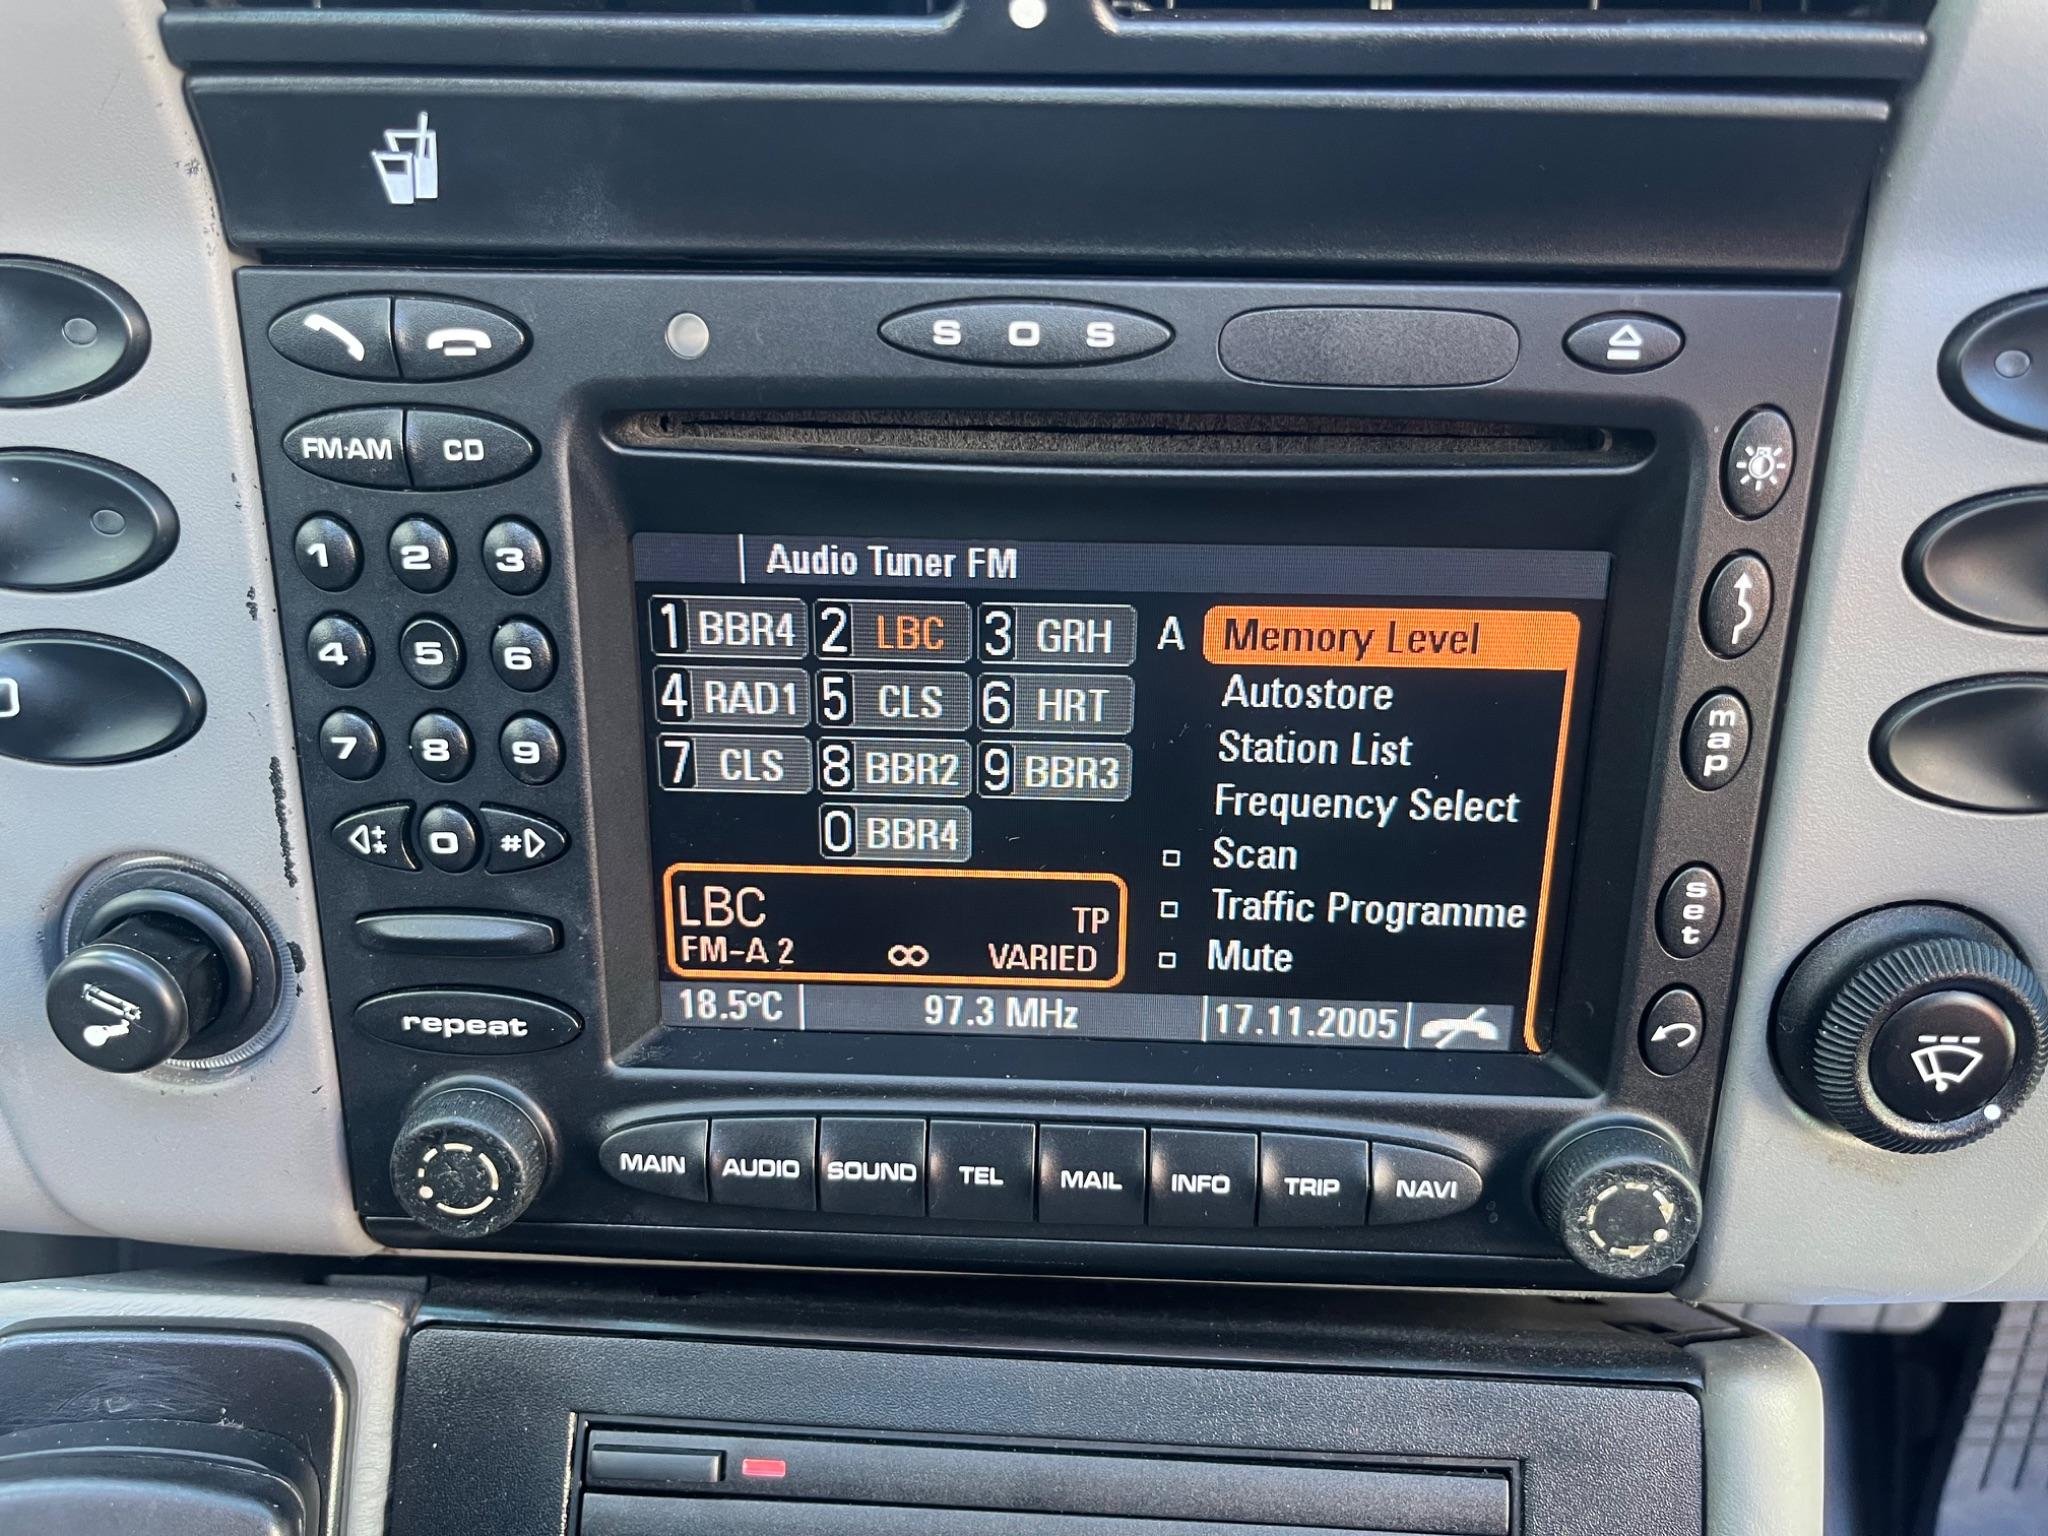 S O S
FM·AM CD
1 2 3
4 5 6
7 8 9
* 0 #
repeat
Audio Tuner FM
1 BBR4 2 LBC 3 GRH
4 RAD1 5 CLS 6 HRT
7 CLS 8 BBR2 9 BBR3
0 BBR4
LBC TP
FM-A 2 ∞ VARIED
A Memory Level
Autostore
Station List
Frequency Select
Scan
Traffic Programme
Mute
18.5°C 97.3 MHz 17.11.2005
map
set
MAIN AUDIO SOUND TEL MAIL INFO TRIP NAVI